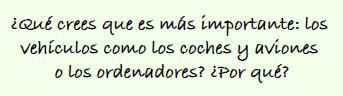 ¿Qué crees que es más importante: los
vehículos como los coches y aviones
o los ordenadores? ¿Por qué?